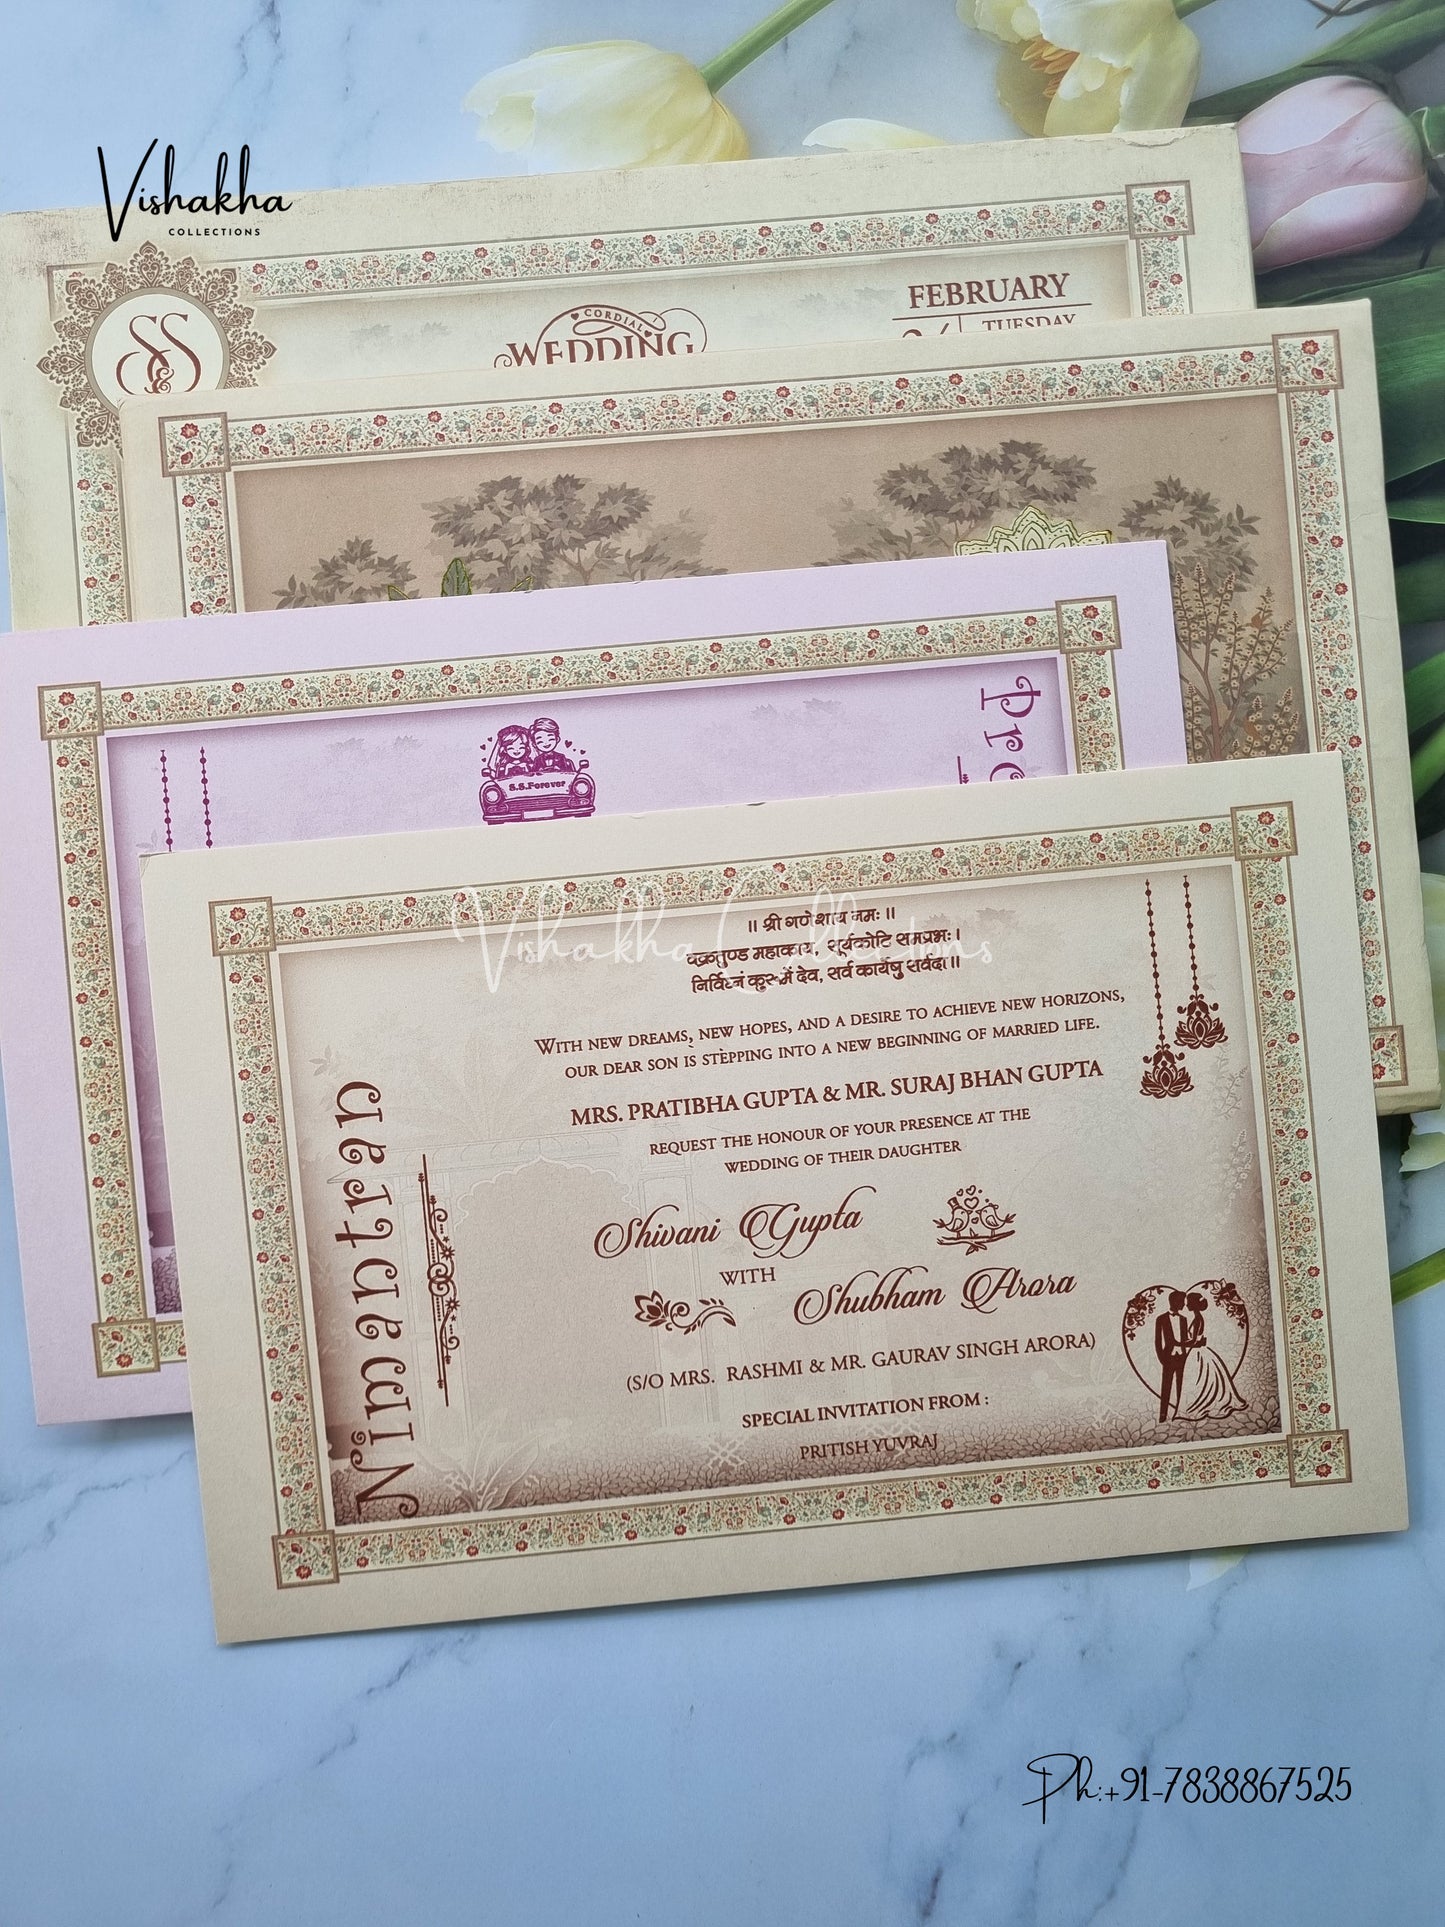 Vishakha
COLLECTIONS
S & S
CORDIAL
WEDDING
FEBRUARY
TUESDAY
S.S.Forever
Vishakha Collections
॥ श्री गणेशाय नमः ॥
वक्रतुण्ड महाकाय, सूर्यकोटि समप्रभः।
निर्विघ्नं कुरूमें देव, सर्व कार्येषु सर्वदा॥
WITH NEW DREAMS, NEW HOPES, AND A DESIRE TO ACHIEVE NEW HORIZONS,
OUR DEAR SON IS STEPPING INTO A NEW BEGINNING OF MARRIED LIFE.
MRS. PRATIBHA GUPTA & MR. SURAJ BHAN GUPTA
REQUEST THE HONOUR OF YOUR PRESENCE AT THE
WEDDING OF THEIR DAUGHTER
Shivani Gupta
WITH
Shubham Arora
(S/O MRS. RASHMI & MR. GAURAV SINGH ARORA)
SPECIAL INVITATION FROM :
PRITISH YUVRAJ
Nimantran
Ph:+91-7838867525